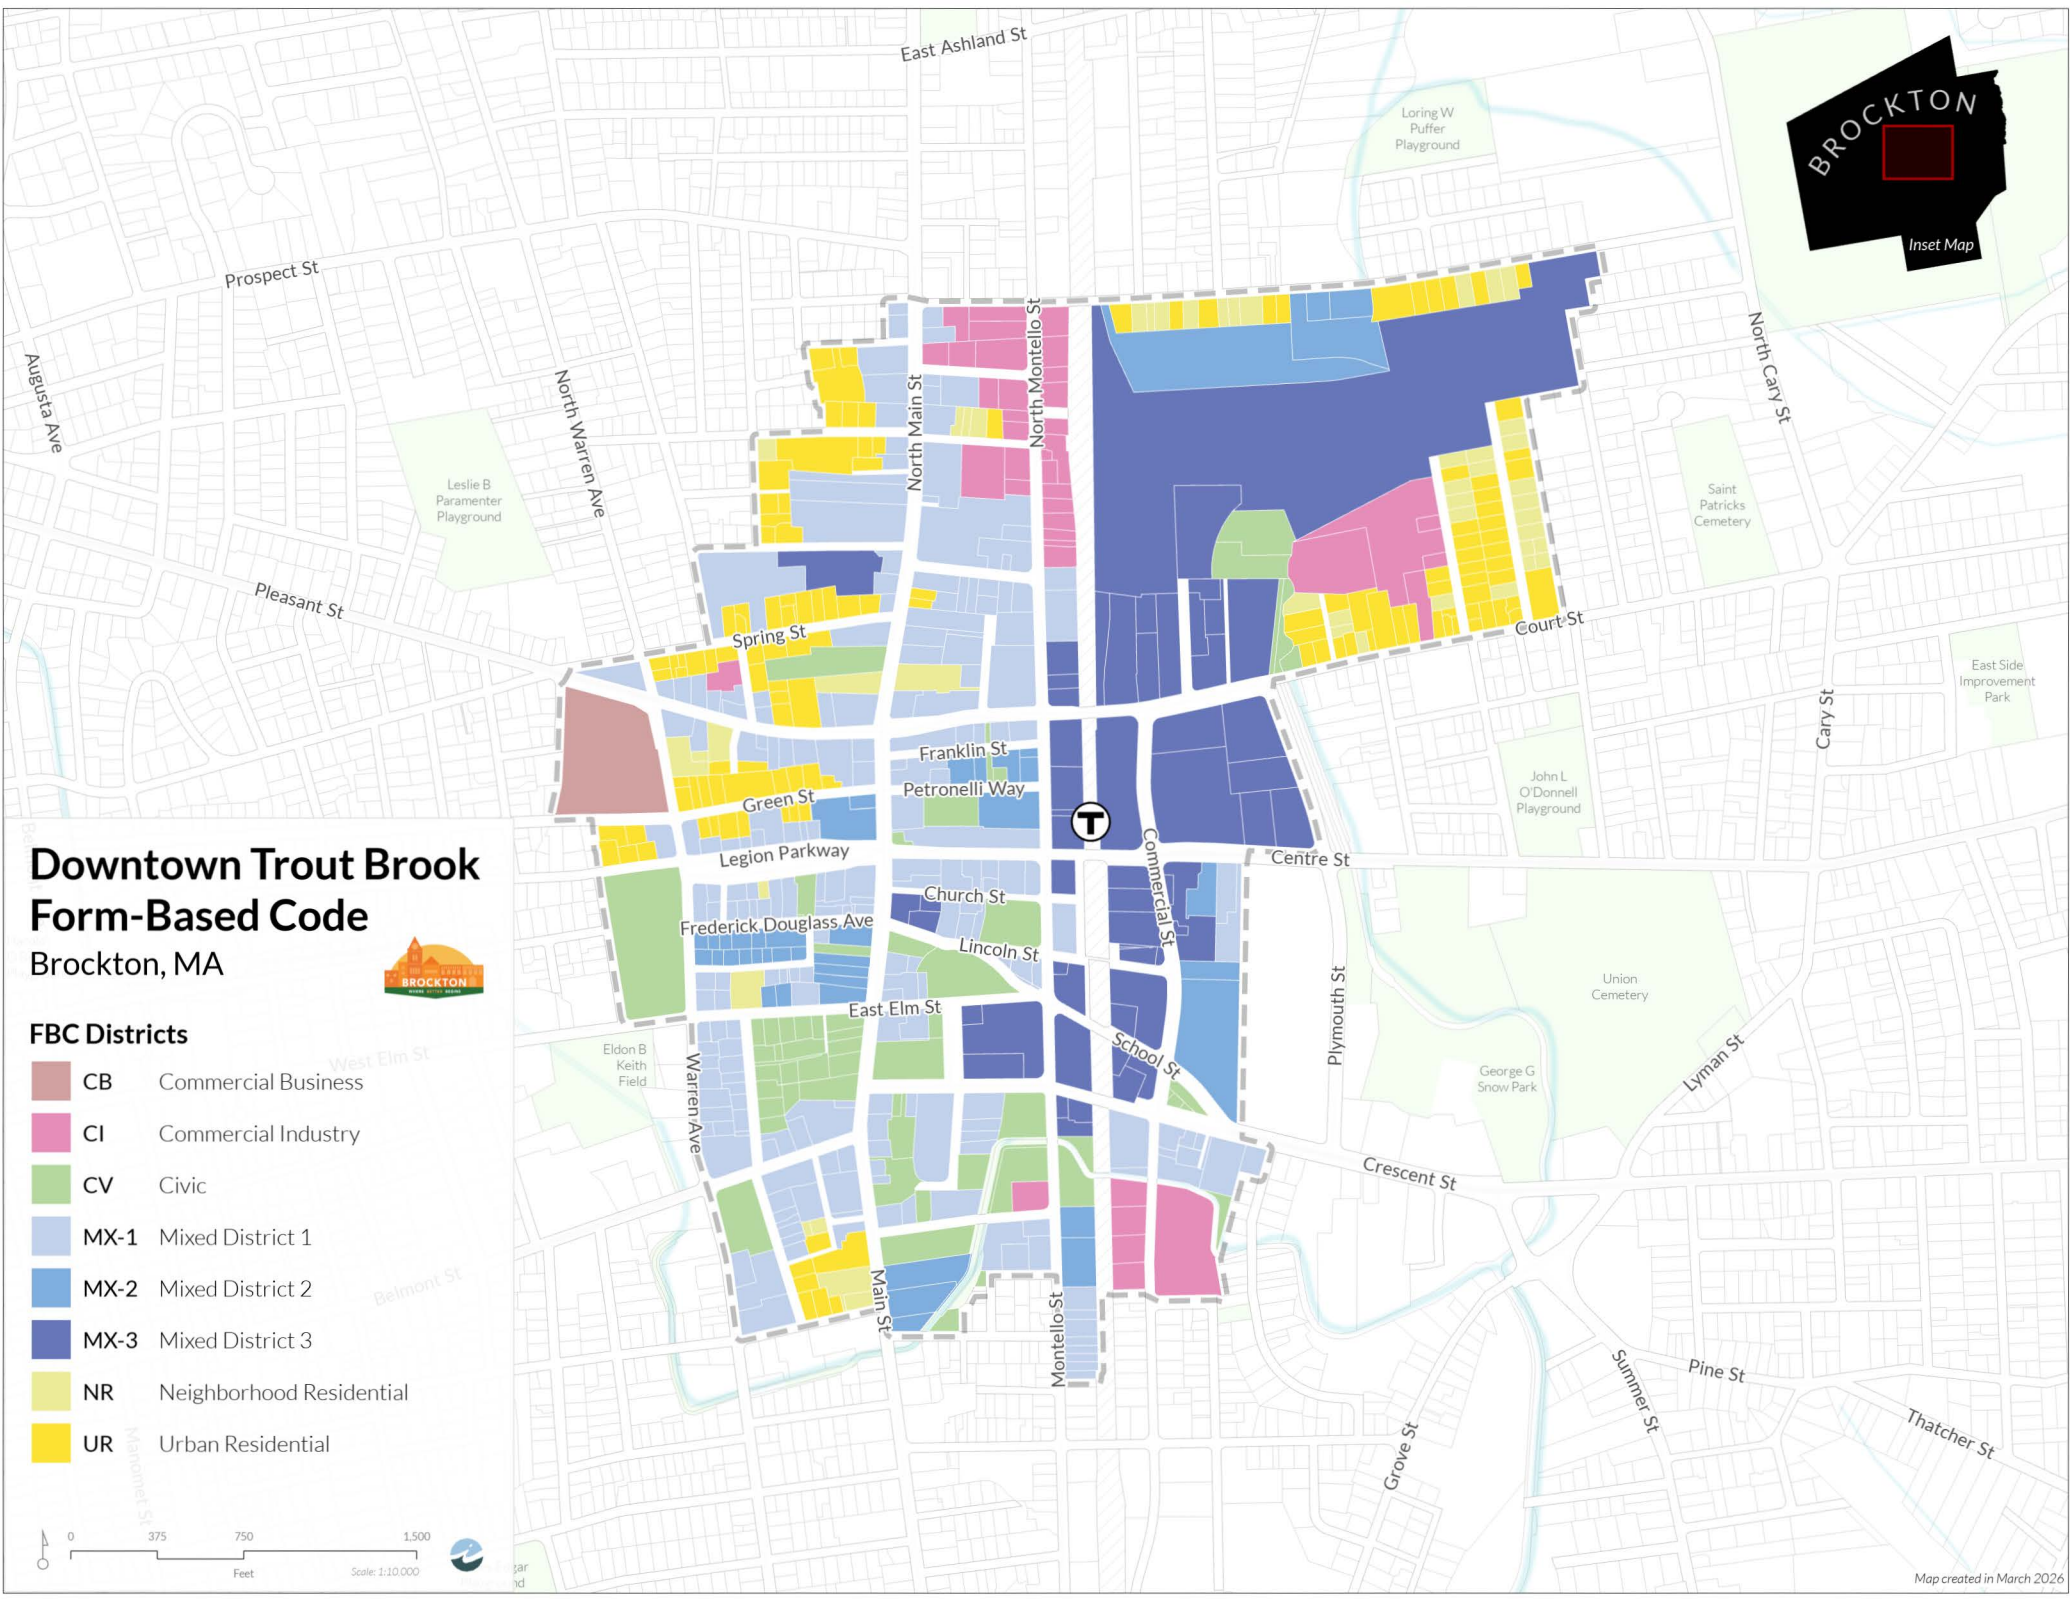 East Ashland St
Loring W
Puffer
Playground
BROCKTON
Inset Map
Prospect St
North Montello St
North Main St
North Warren Ave
Augusta Ave
North Cary St
Leslie B
Paramenter
Playground
Saint
Patricks
Cemetery
Pleasant St
Spring St
Court St
East Side
Improvement
Park
Cary St
Franklin St
Petronelli Way
Green St
John L
O'Donnell
Playground
T
Legion Parkway
Commercial St
Centre St
Church St
Frederick Douglass Ave
Lincoln St
Plymouth St
Union
Cemetery
East Elm St
Eldon B
Keith
Field
Warren Ave
School St
George G
Snow Park
Lyman St
Crescent St
Main St
Montello St
Summer St
Pine St
Thatcher St
Grove St
Downtown Trout Brook
Form-Based Code
Brockton, MA
BROCKTON
FBC Districts
West Elm St
CB Commercial Business
CI Commercial Industry
CV Civic
MX-1 Mixed District 1
MX-2 Mixed District 2
Belmont St
MX-3 Mixed District 3
NR Neighborhood Residential
UR Urban Residential
Manomet St
0 375 750 1,500
Feet
Scale: 1:10,000
Map created in March 2026